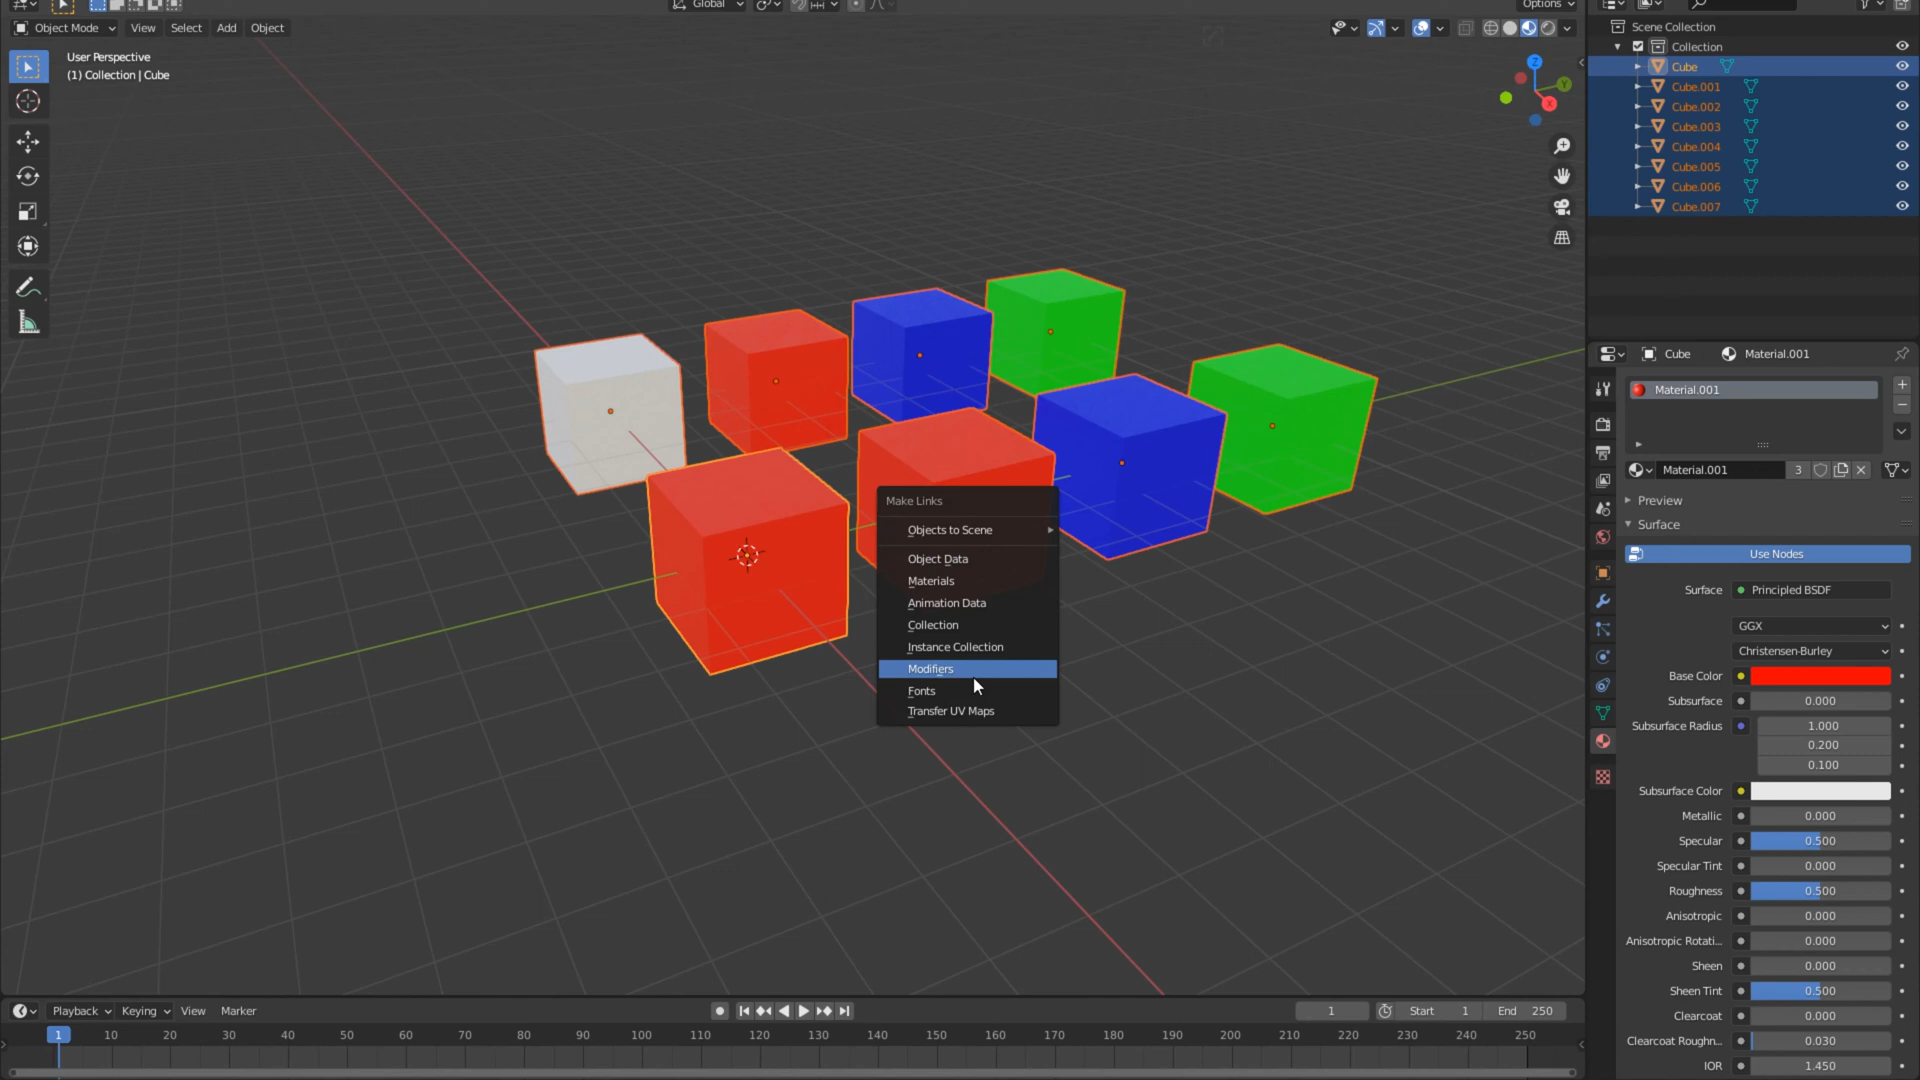 Global
Options
Object Mode
View
Select
Add
Object
User Perspective
(1) Collection | Cube
Z
Y
X
Scene Collection
Collection
Cube
Cube.001
Cube.002
Cube.003
Cube.004
Cube.005
Cube.006
Cube.007
Make Links
Objects to Scene
Object Data
Materials
Animation Data
Collection
Instance Collection
Modifiers
Fonts
Transfer UV Maps
Cube
Material.001
Material.001
Material.001
3
Preview
Surface
Use Nodes
Surface
Principled BSDF
GGX
Christensen-Burley
Base Color
Subsurface 0.000
Subsurface Radius 1.000
0.200
0.100
Subsurface Color
Metallic 0.000
Specular 0.500
Specular Tint 0.000
Roughness 0.500
Anisotropic 0.000
Anisotropic Rotati... 0.000
Sheen 0.000
Sheen Tint 0.500
Clearcoat 0.000
Clearcoat Roughn... 0.030
IOR 1.450
Playback
Keying
View
Marker
1
Start 1
End 250
1 10 20 30 40 50 60 70 80 90 100 110 120 130 140 150 160 170 180 190 200 210 220 230 240 250